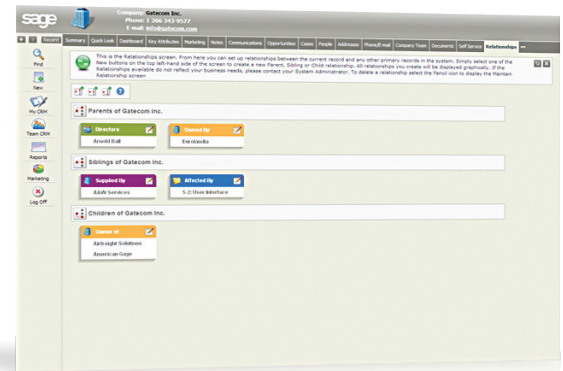 sage
Company: Gatecom Inc.
Phone: 1 206 343-9577
E-mail: info@gatecom.com
Recent
Summary Quick Look Dashboard Key Attributes Marketing Notes Communications Opportunities Cases People Addresses Phone/E-mail Company Team Documents Self Service Relationships
This is the Relationships screen. From here you can set up relationships between the current record and any other primary records in the system. Simply select one of the
New buttons on the top left-hand side of the screen to create a new Parent, Sibling or Child relationship. All relationships you create will be displayed graphically. If the
Relationships available do not reflect your business needs, please contact your System Administrator. To delete a relationship select the Pencil icon to display the Maintain
Relationship screen
Find
New
My CRM
Team CRM
Reports
Marketing
Log Off
Parents of Gatecom Inc.
Directors Owned By
Arnold Ball Eurolandia
Siblings of Gatecom Inc.
Supplied By Affected By
A&W Services 5-2: User Interface
Children of Gatecom Inc.
Owner of
Airfreight Solutions
American Gage